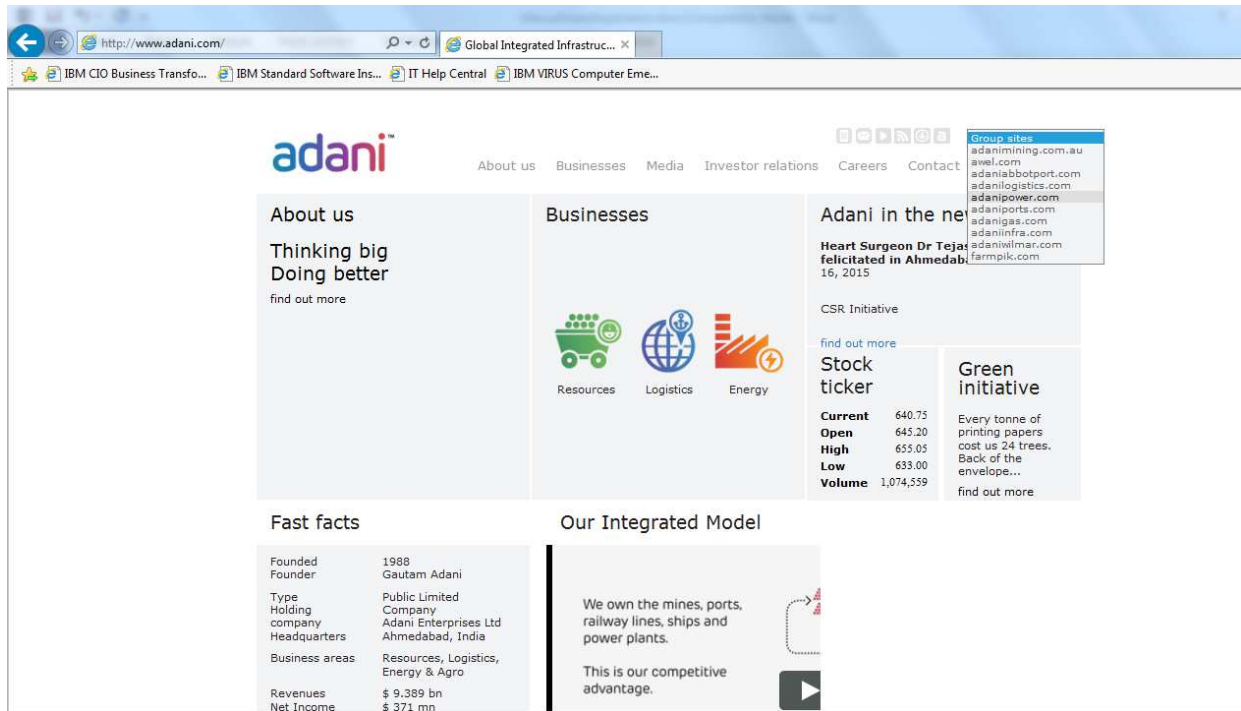 http://www.adani.com/
Global Integrated Infrastruc...
IBM CIO Business Transfo...
IBM Standard Software Ins...
IT Help Central
IBM VIRUS Computer Eme...
adani™
About us Businesses Media Investor relations Careers Contact
Group sites
adanimining.com.au
awel.com
adaniabbotport.com
adanilogistics.com
adanipower.com
adaniports.com
adanigas.com
adaniinfra.com
adaniwilmar.com
farmpik.com
About us
Thinking big
Doing better
find out more
Businesses
Resources Logistics Energy
Adani in the
Heart Surgeon Dr
felicitated in
16, 2015
CSR Initiative
find out more
Stock
ticker
Current 640.75
Open 645.20
High 655.05
Low 633.00
Volume 1,074,559
Green
initiative
Every tonne of
printing papers
cost us 24 trees.
Back of the
envelope...
find out more
Fast facts
Founded 1988
Founder Gautam Adani
Type Public Limited
Holding Company
company Adani Enterprises Ltd
Headquarters Ahmedabad, India
Business areas Resources, Logistics,
Energy & Agro
Revenues $ 9.389 bn
Net Income $ 371 mn
Our Integrated Model
We own the mines, ports,
railway lines, ships and
power plants.
This is our competitive
advantage.